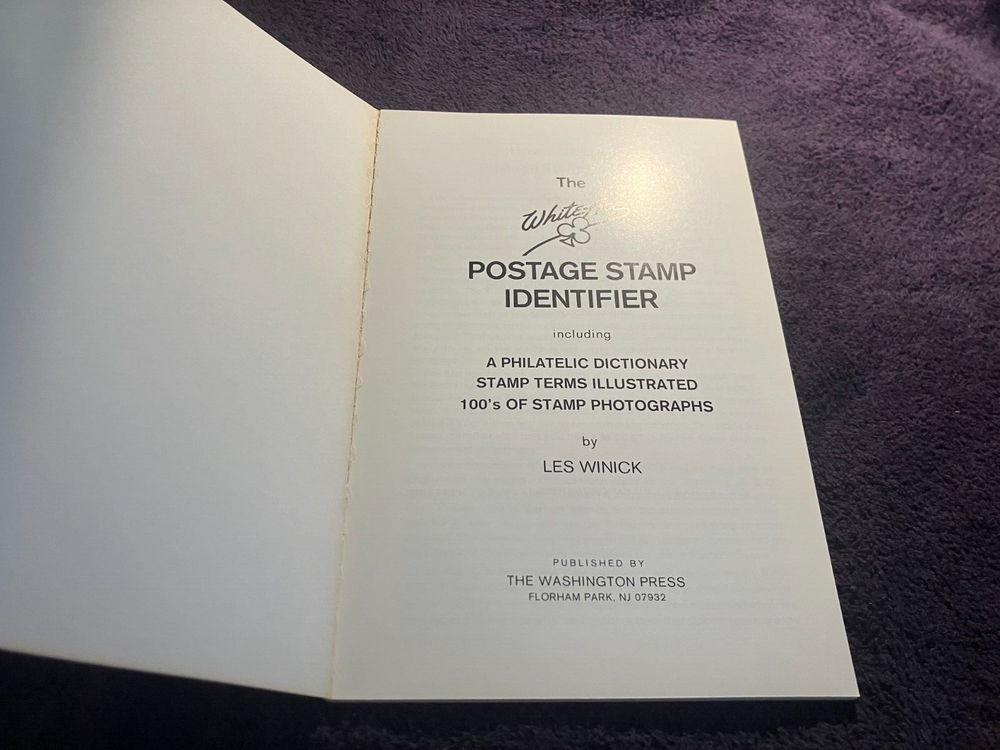 The
White
POSTAGE STAMP
IDENTIFIER
including
A PHILATELIC DICTIONARY
STAMP TERMS ILLUSTRATED
100's OF STAMP PHOTOGRAPHS
by
LES WINICK
PUBLISHED BY
THE WASHINGTON PRESS
FLORHAM PARK, NJ 07932